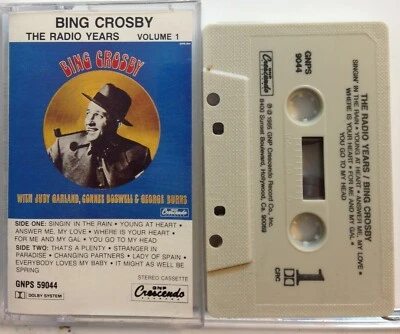 BING CROSBY
THE RADIO YEARS VOLUME 1
BING CROSBY
WITH JUDY GARLAND, CONNEE BOSWELL & GEORGE BURNS
Crescendo
SIDE ONE: SINGIN' IN THE RAIN • YOUNG AT HEART •
ANSWER ME, MY LOVE • WHERE IS YOUR HEART •
FOR ME AND MY GAL • YOU GO TO MY HEAD
SIDE TWO: THAT'S A PLENTY • STRANGER IN
PARADISE • CHANGING PARTNERS • LADY OF SPAIN •
EVERYBODY LOVES MY BABY • IT MIGHT AS WELL BE
SPRING
STEREO CASSETTE
GNPS 59044
DOLBY SYSTEM
GNP
Crescendo
RECORDS
GNP
Crescendo
GNPS
9044
℗ © 1985 GNP Crescendo Record Co., Inc.
8400 Sunset Boulevard, Hollywood, CA 90069
THE RADIO YEARS / BING CROSBY
SINGIN' IN THE RAIN • YOUNG AT HEART • ANSWER ME, MY LOVE
WHERE IS YOUR HEART • FOR ME AND MY GAL •
YOU GO TO MY HEAD
1
CRC